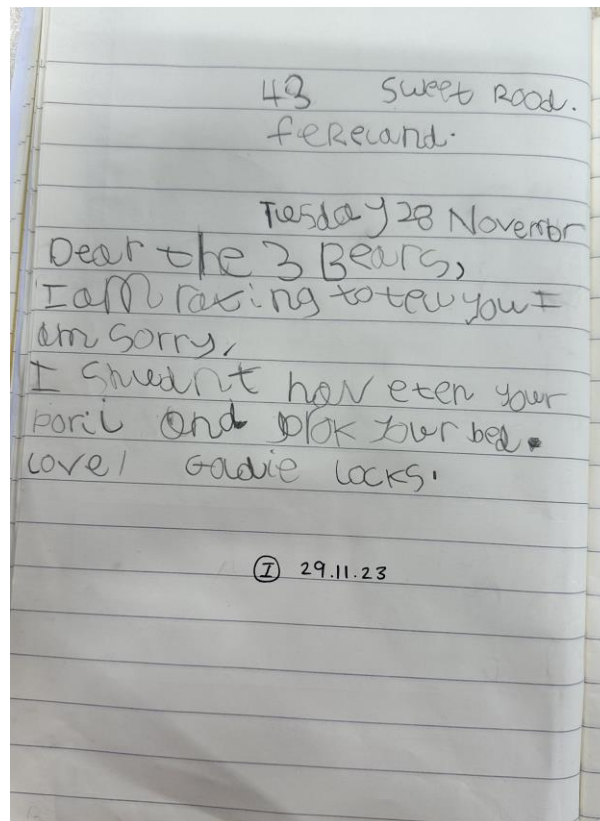 43 Sweet Rood.
fereland.
Tuesday 28 Novembr
Dear the 3 Bears,
I am rating to tell you I
am sorry,
I Shuednt hav eten your
poril and brok your bed.
Love, Goldie locks.
I 29.11.23